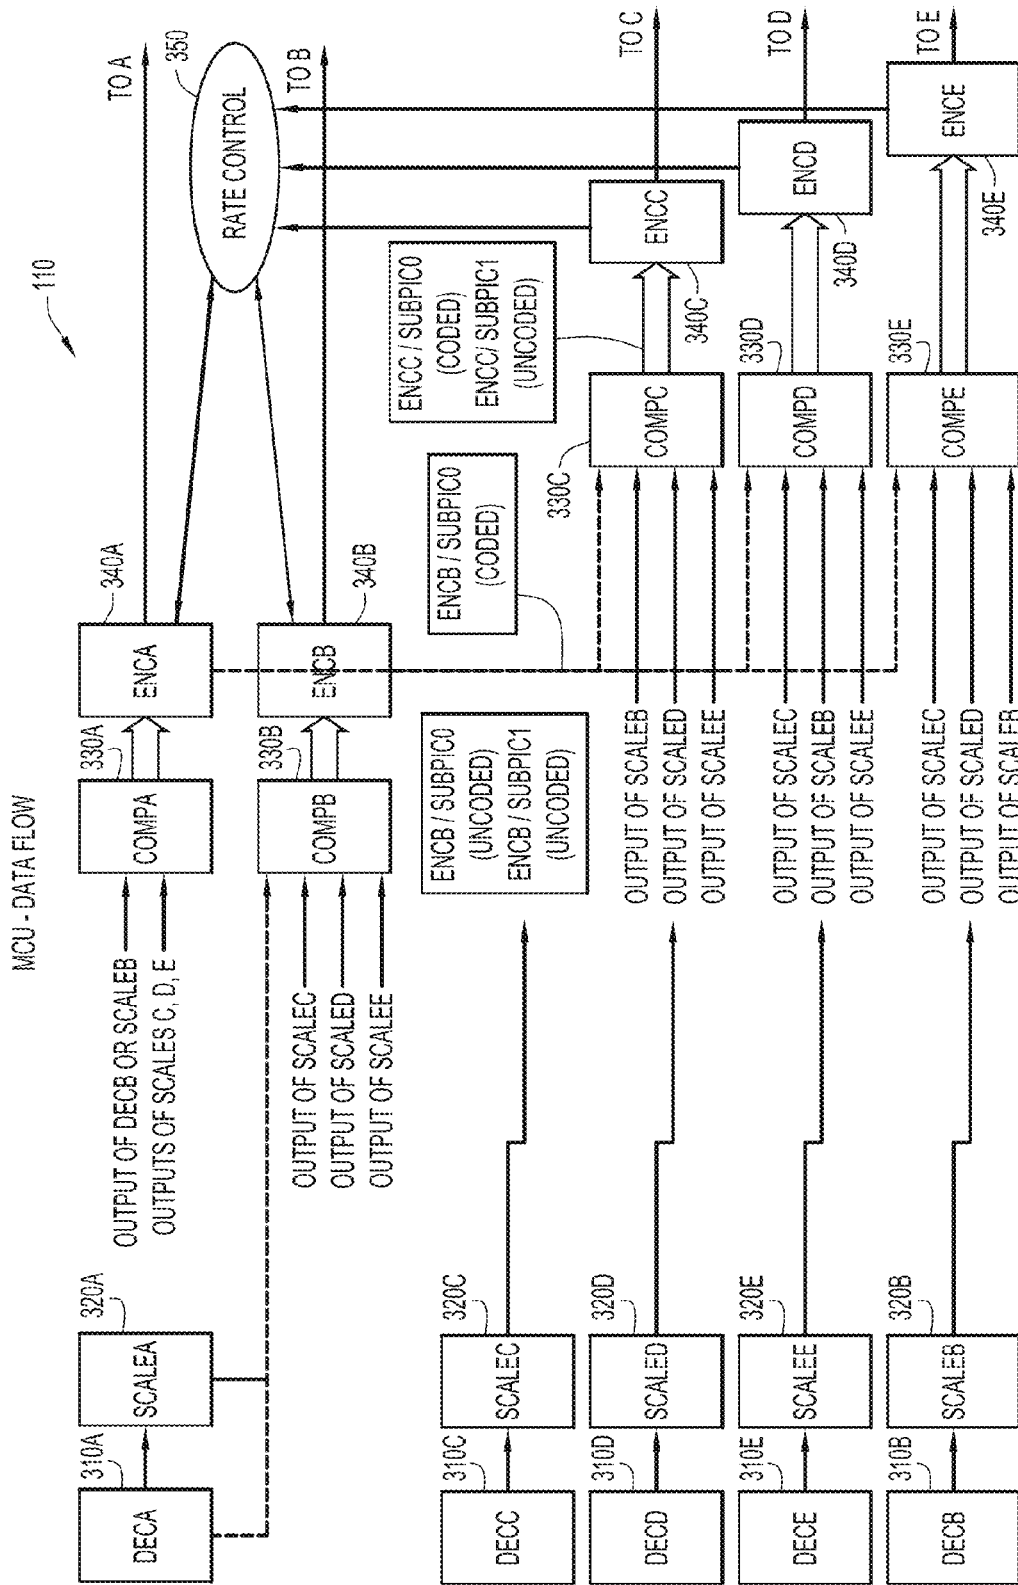 MCU - DATA FLOW
110
DECA
310A
SCALEA
320A
OUTPUT OF DECB OR SCALEB
OUTPUTS OF SCALES C, D, E
COMPA
330A
ENCA
340A
TO A
RATE CONTROL
350
OUTPUT OF SCALEC
OUTPUT OF SCALED
OUTPUT OF SCALEE
COMPB
330B
ENCB
340B
TO B
ENCB / SUBPIC0
(UNCODED)
ENCB / SUBPIC1
(UNCODED)
ENCB / SUBPIC0
(CODED)
ENCC / SUBPIC0
(CODED)
ENCC/ SUBPIC1
(UNCODED)
DECC
310C
SCALEC
320C
OUTPUT OF SCALEB
OUTPUT OF SCALED
OUTPUT OF SCALEE
COMPC
330C
ENCC
340C
TO C
DECD
310D
SCALED
320D
OUTPUT OF SCALEC
OUTPUT OF SCALEB
OUTPUT OF SCALEE
COMPD
330D
ENCD
340D
TO D
DECE
310E
SCALEE
320E
OUTPUT OF SCALEC
OUTPUT OF SCALED
OUTPUT OF SCALEB
COMPE
330E
ENCE
340E
TO E
DECB
310B
SCALEB
320B